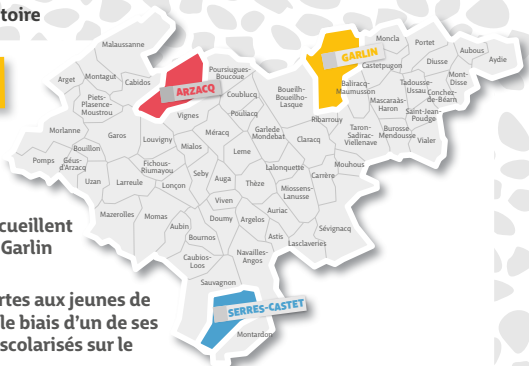 toire
Malaussanne
Moncla
Portet
Aubous
Aydie
GARLIN
Diusse
Castetpugon
Mont-
Disse
Arget
Montagut
Cabidos
Poursiugues-
Boucoue
ARZACQ
Coublucq
Boueilh-
Boueilho-
Lasque
Baliracq-
Maumusson
Tadousse-
Ussau
Conchez-
de-Béarn
Piets-
Plasence-
Moustrou
Mascaraàs-
Haron
Saint-Jean-
Poudge
Vignes
Pouliacq
Ribarrouy
Morlanne
Garos
Louvigny
Méracq
Garlede
Mondebat
Claracq
Taron-
Sadirac-
Viellenave
Burosse-
Mendousse
Vialer
Bouillon
Mialos
Leme
Pomps
Géus-
d'Arzacq
Fichous-
Riumayou
Seby
Auga
Lalonquette
Mouhous
Carrère
Uzan
Larreule
Lonçon
Thèze
Miossens-
Lanusse
Viven
Mazerolles
Momas
Doumy
Argelos
Auriac
Sévignacq
Aubin
Bournos
Astis
Lasclaveries
Caubios-
Loos
Navailles-
Angos
Sauvagnon
SERRES-CASTET
Montardon
cueillent
Garlin
rtes aux jeunes de
le biais d'un de ses
scolarisés sur le